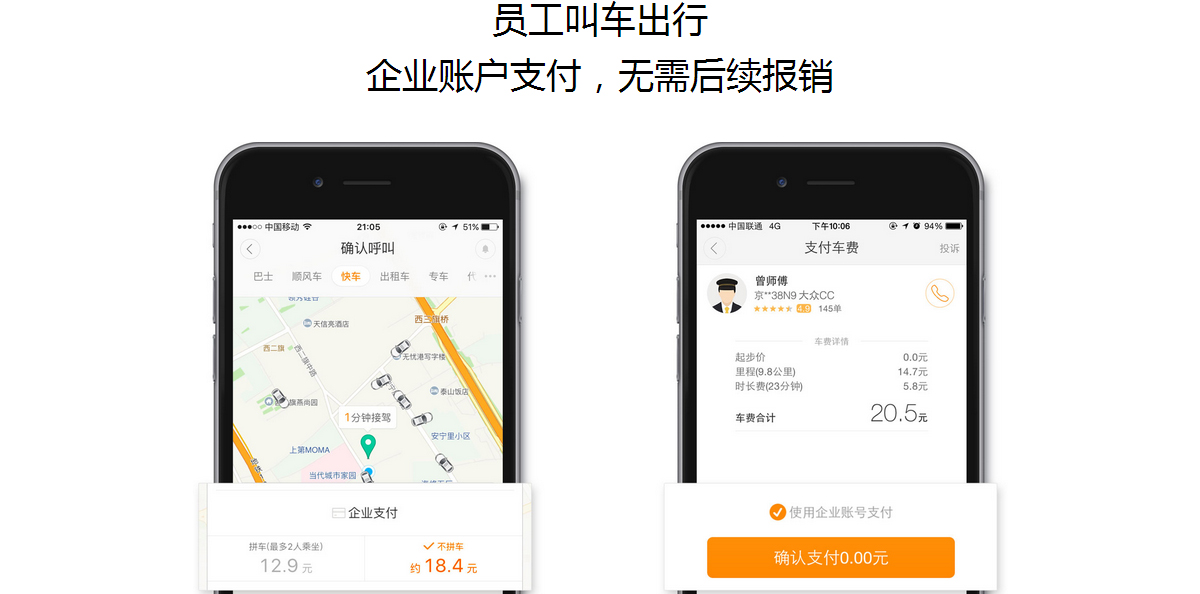 员工叫车出行
企业账户支付，无需后续报销
中国移动 21:05 51%
确认呼叫
巴士 顺风车 快车 出租车 专车
天信亮酒店
西三旗桥
西二旗
西二旗中路
无忧港写字楼
泰山饭店
旗燕尚园
1分钟接驾
安宁里小区
上第MOMA
当代城市家园
企业支付
拼车(最多2人乘坐) 不拼车
12.9 元 约 18.4 元
中国联通 4G 下午10:06 94%
支付车费 投诉
曾师傅
京**38N9 大众CC
4.9 145单
车费详情
起步价 0.0元
里程(9.8公里) 14.7元
时长费(23分钟) 5.8元
车费合计 20.5元
使用企业账号支付
确认支付0.00元